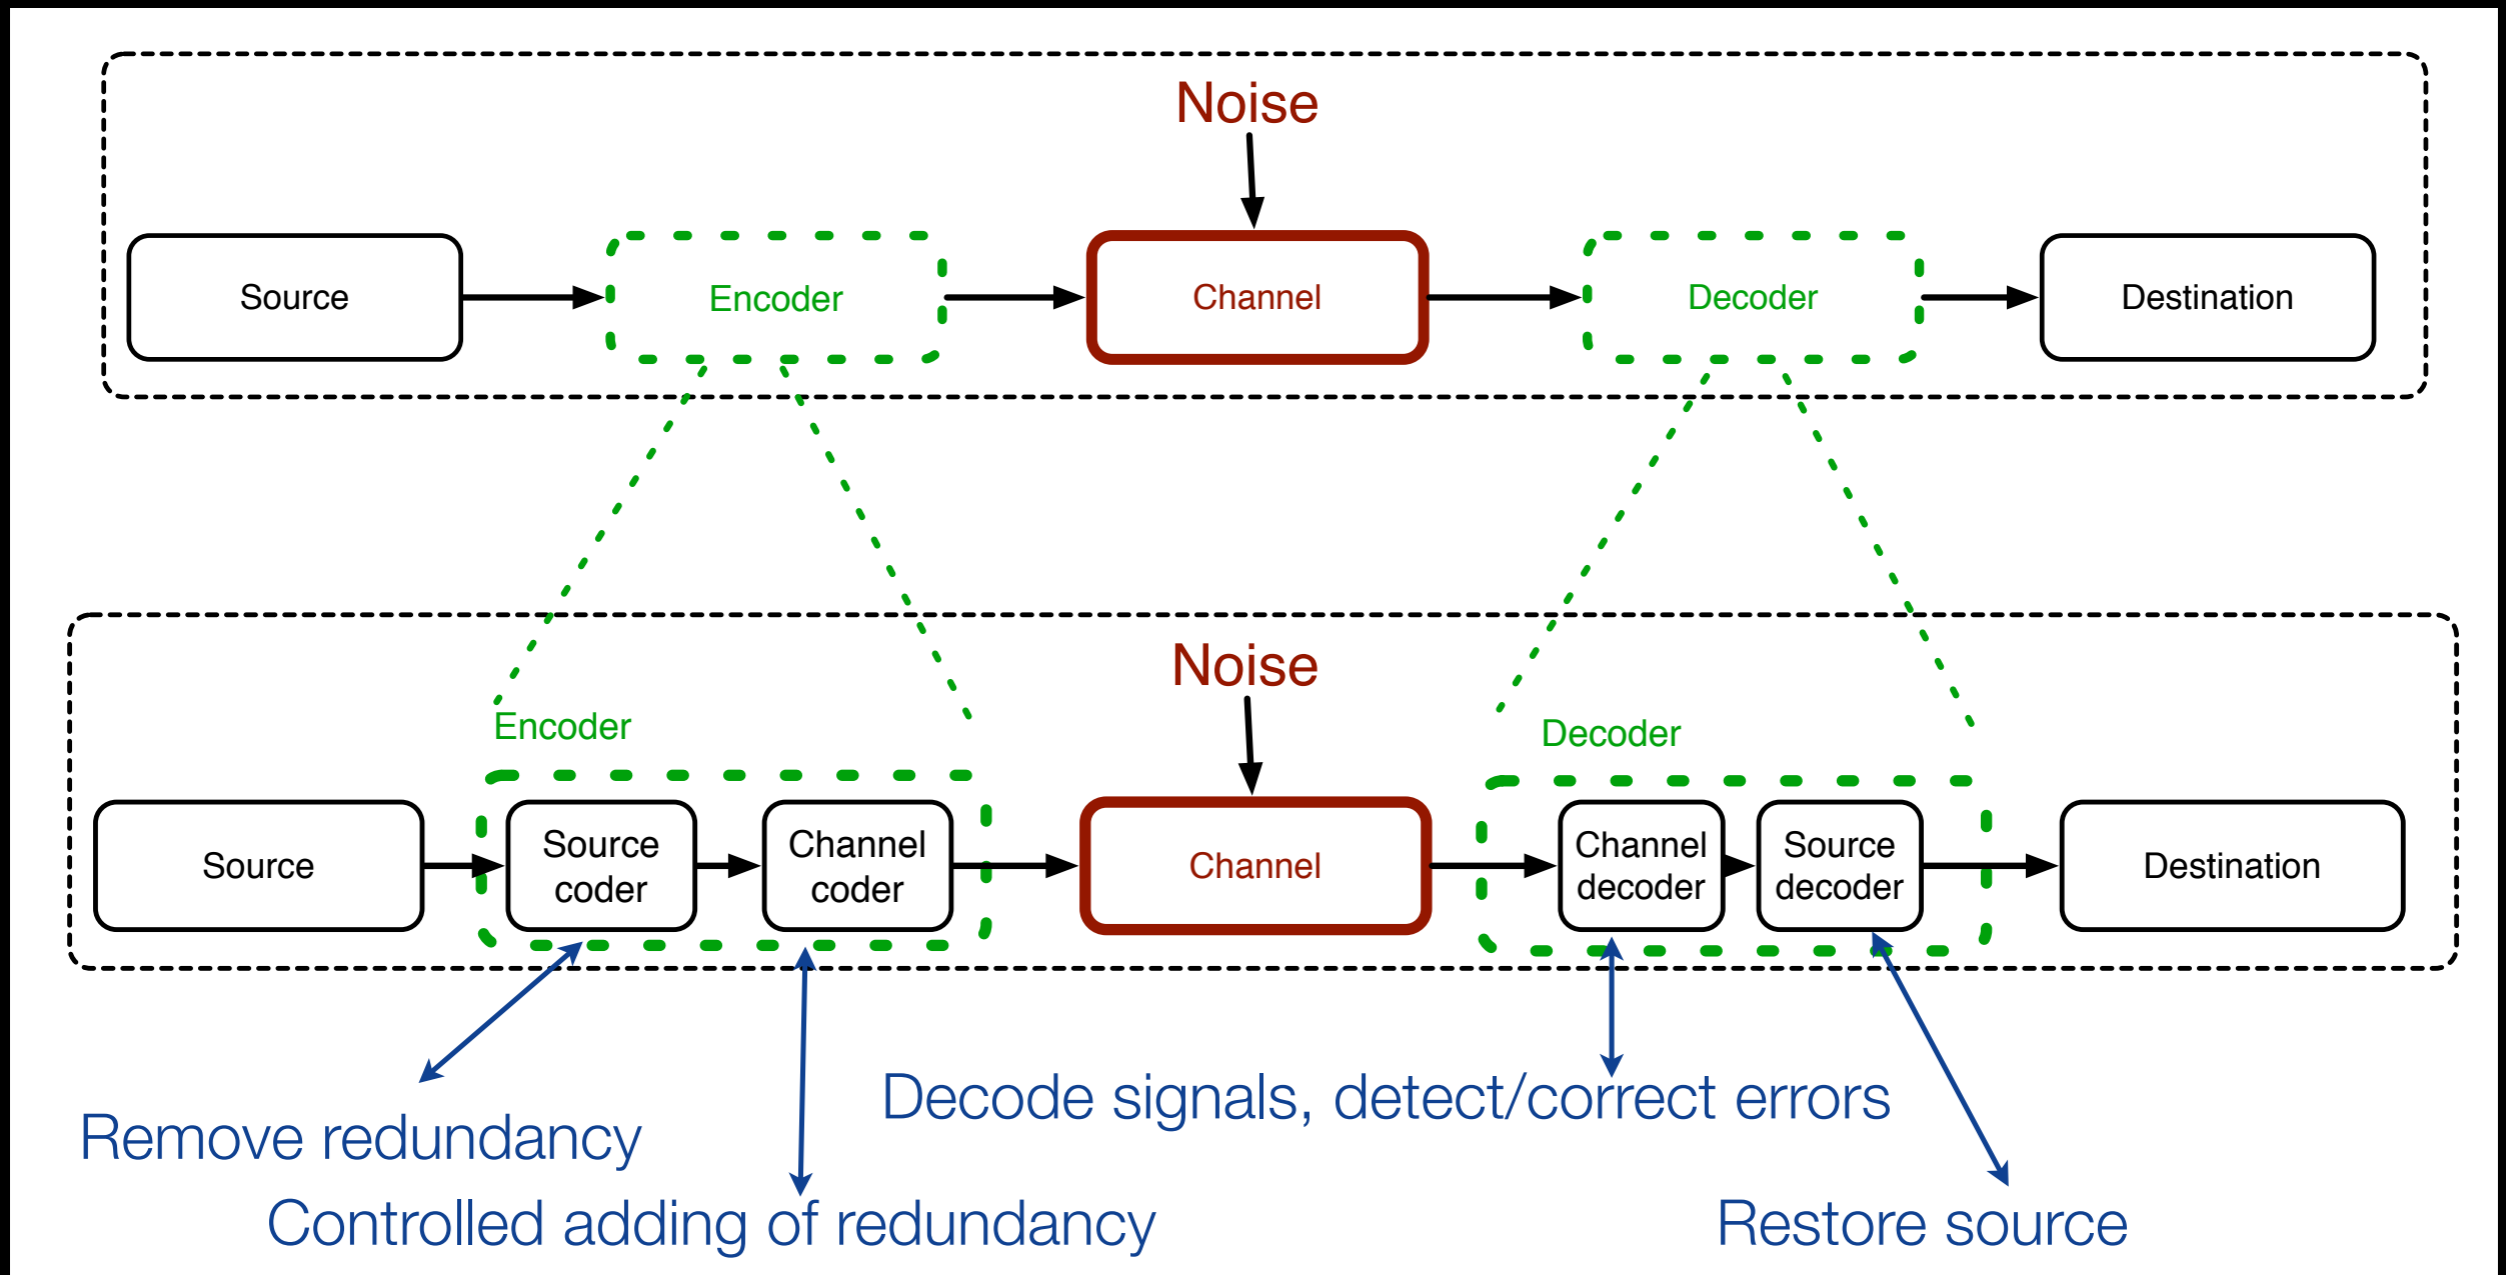 Noise
Source
Encoder
Channel
Decoder
Destination
Noise
Encoder
Decoder
Source
Source
coder
Channel
coder
Channel
Channel
decoder
Source
decoder
Destination
Decode signals, detect/correct errors
Remove redundancy
Controlled adding of redundancy
Restore source